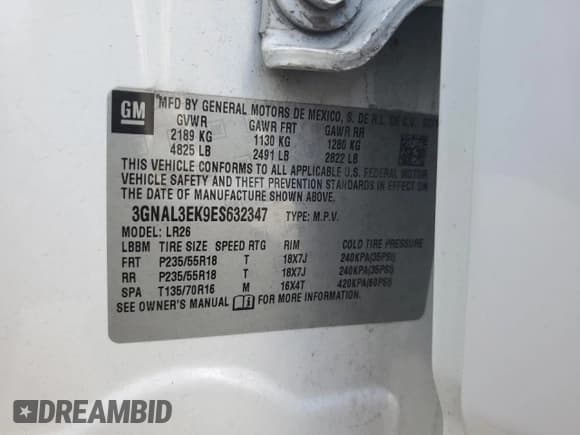 GM
MFD BY GENERAL MOTORS DE MEXICO, S. DE R.L. DE C.V.
GVWR GAWR FRT GAWR RR
2189 KG 1130 KG 1280 KG
4825 LB 2491 LB 2822 LB
THIS VEHICLE CONFORMS TO ALL APPLICABLE U.S. FEDERAL MOTOR
VEHICLE SAFETY AND THEFT PREVENTION STANDARDS IN EFFECT ON
THE DATE OF MANUFACTURE SHOWN ABOVE.
3GNAL3EK9ES632347 TYPE: M.P.V.
MODEL: LR26
LBBM TIRE SIZE SPEED RTG RIM COLD TIRE PRESSURE
FRT P235/55R18 T 18X7J 240KPA(35PSI)
RR P235/55R18 T 18X7J 240KPA(35PSI)
SPA T135/70R16 M 16X4T 420KPA(60PSI)
SEE OWNER'S MANUAL
DREAMBID